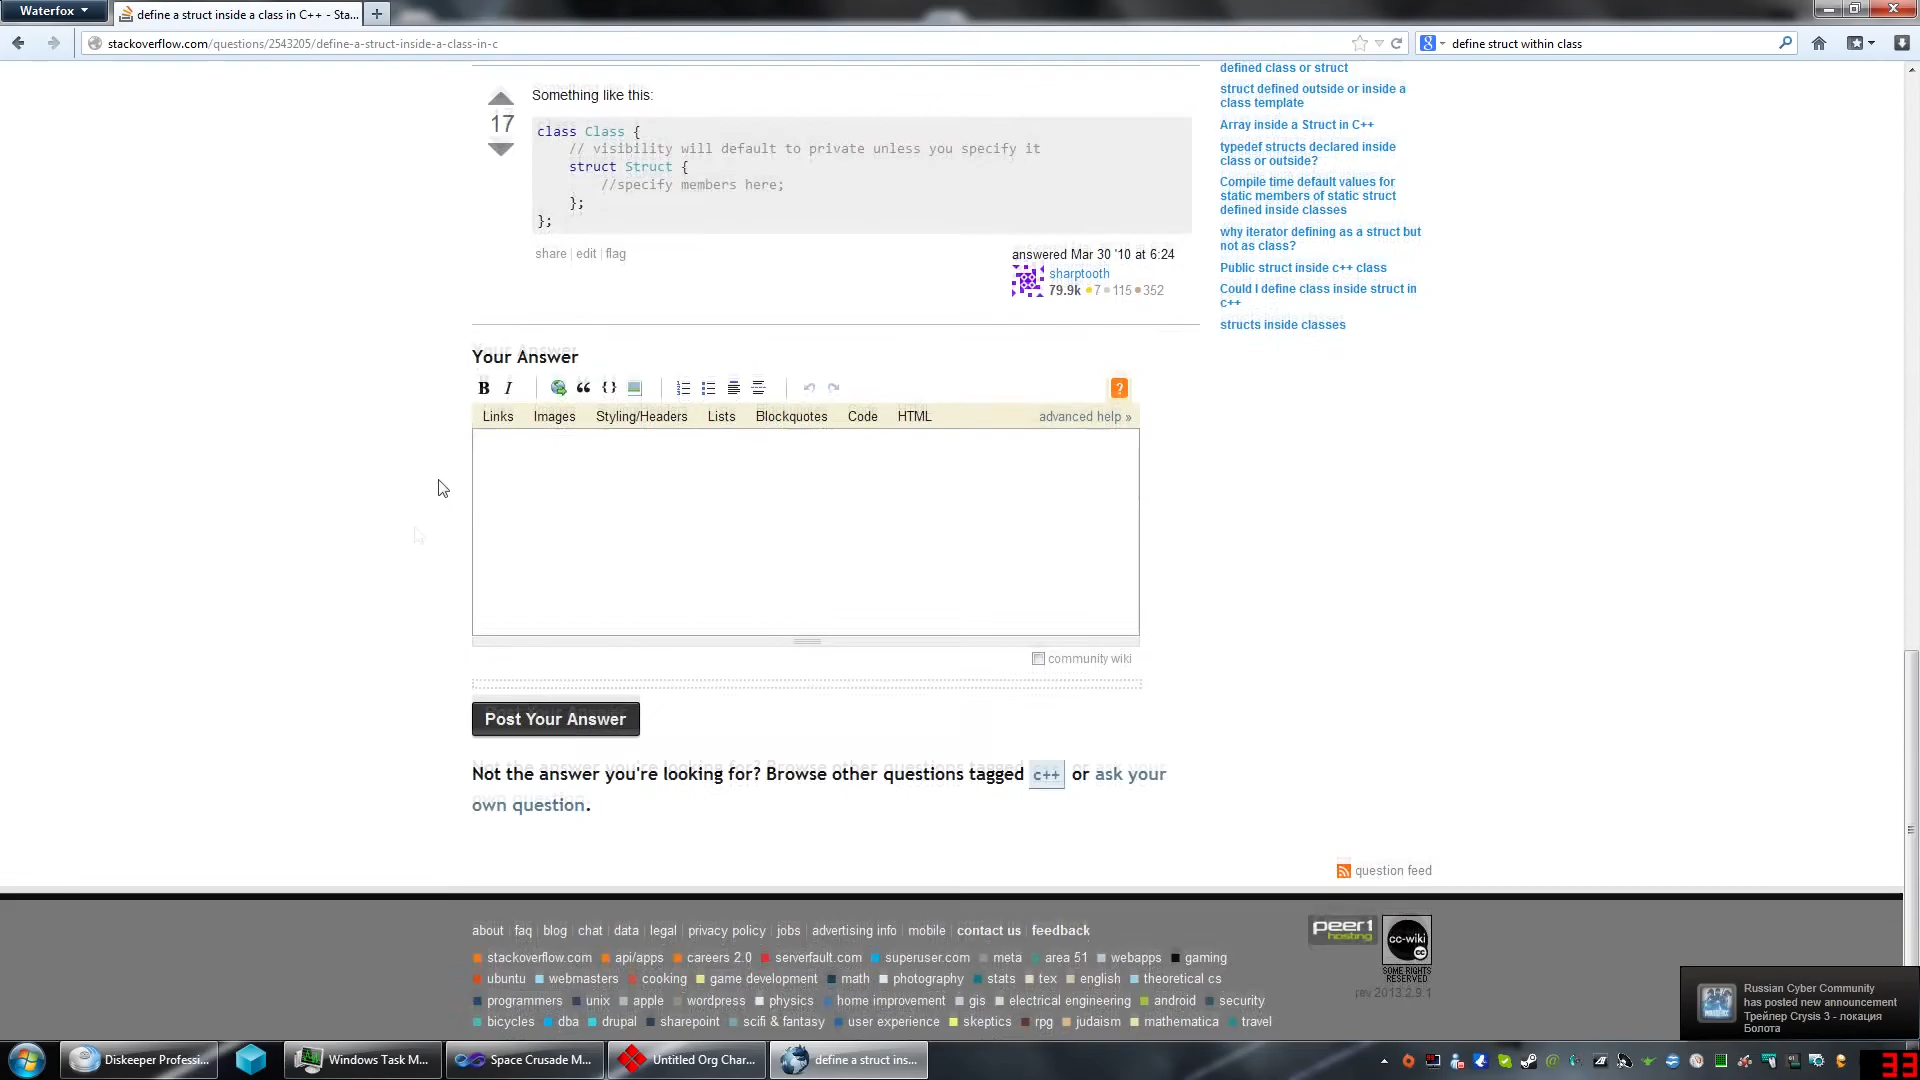 Waterfox
define a struct inside a class in C++ - Sta...
stackoverflow.com/questions/2543205/define-a-struct-inside-a-class-in-c
define struct within class
17
Something like this:
class Class {
// visibility will default to private unless you specify it
struct Struct {
//specify members here;
};
};
share | edit | flag
answered Mar 30 '10 at 6:24
sharptooth
79.9k 7 115 352
defined class or struct
struct defined outside or inside a
class template
Array inside a Struct in C++
typedef structs declared inside
class or outside?
Compile time default values for
static members of static struct
defined inside classes
why iterator defining as a struct but
not as class?
Public struct inside c++ class
Could I define class inside struct in
c++
structs inside classes
Your Answer
B I
?
Links Images Styling/Headers Lists Blockquotes Code HTML advanced help »
community wiki
Post Your Answer
Not the answer you're looking for? Browse other questions tagged c++ or ask your
own question.
question feed
about faq blog chat data legal privacy policy jobs advertising info mobile contact us feedback
stackoverflow.com api/apps careers 2.0 serverfault.com superuser.com meta area 51 webapps gaming
ubuntu webmasters cooking game development math photography stats tex english theoretical cs
programmers unix apple wordpress physics home improvement gis electrical engineering android security
bicycles dba drupal sharepoint scifi & fantasy user experience skeptics rpg judaism mathematica travel
peer1
hosting
cc-wiki
SOME RIGHTS
RESERVED
rev 2013.2.9.1
Russian Cyber Community
has posted new announcement
Трейлер Crysis 3 - локация
Болота
Diskeeper Professi...
Windows Task M...
Space Crusade M...
Untitled Org Char...
define a struct ins...
33